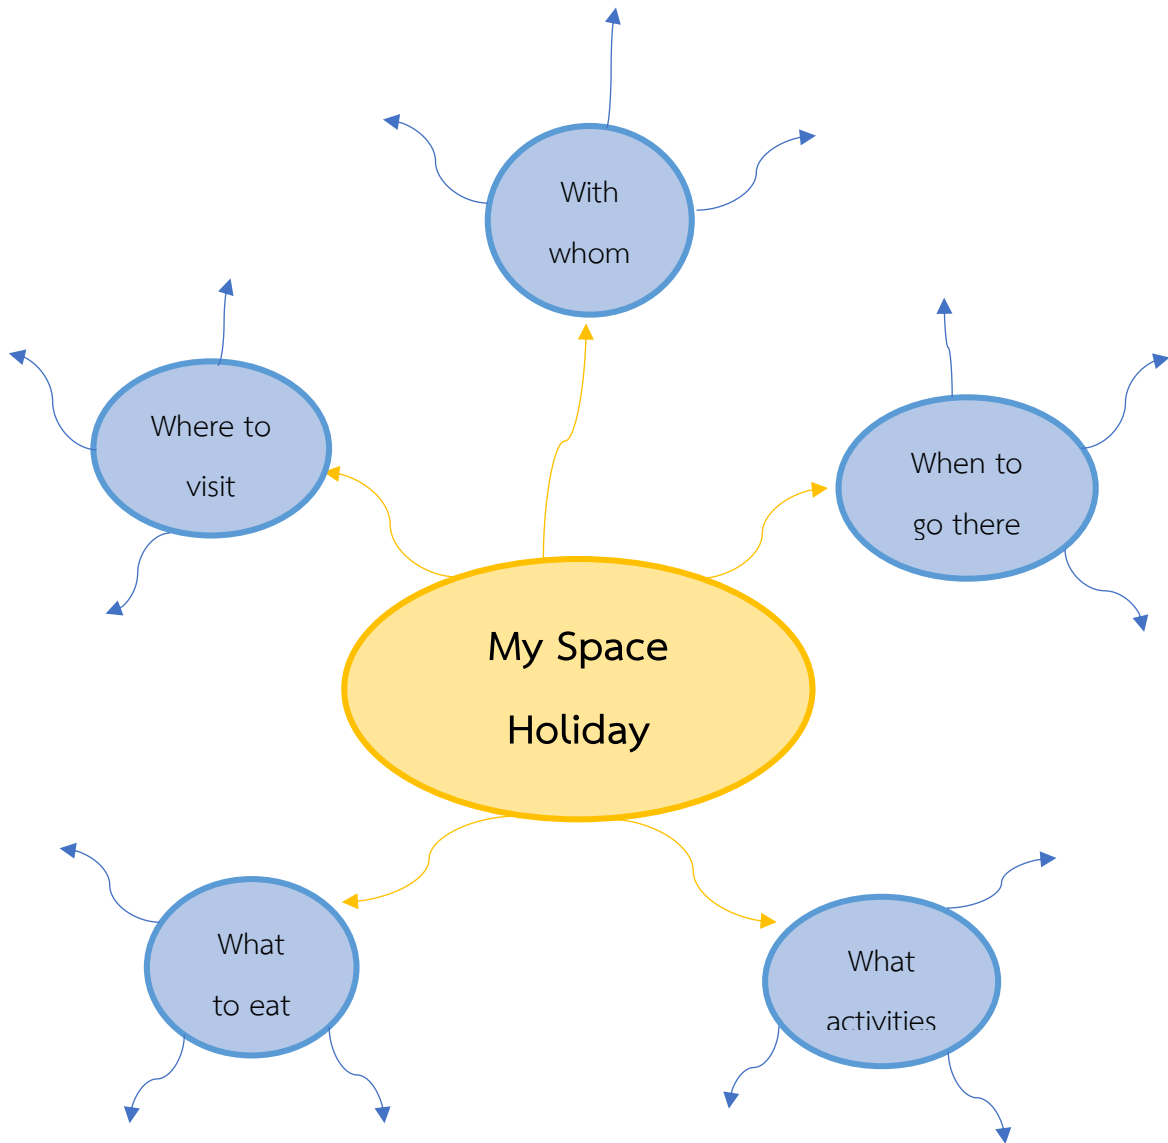 With
whom
Where to
visit
When to
go there
My Space
Holiday
What
to eat
What
activities